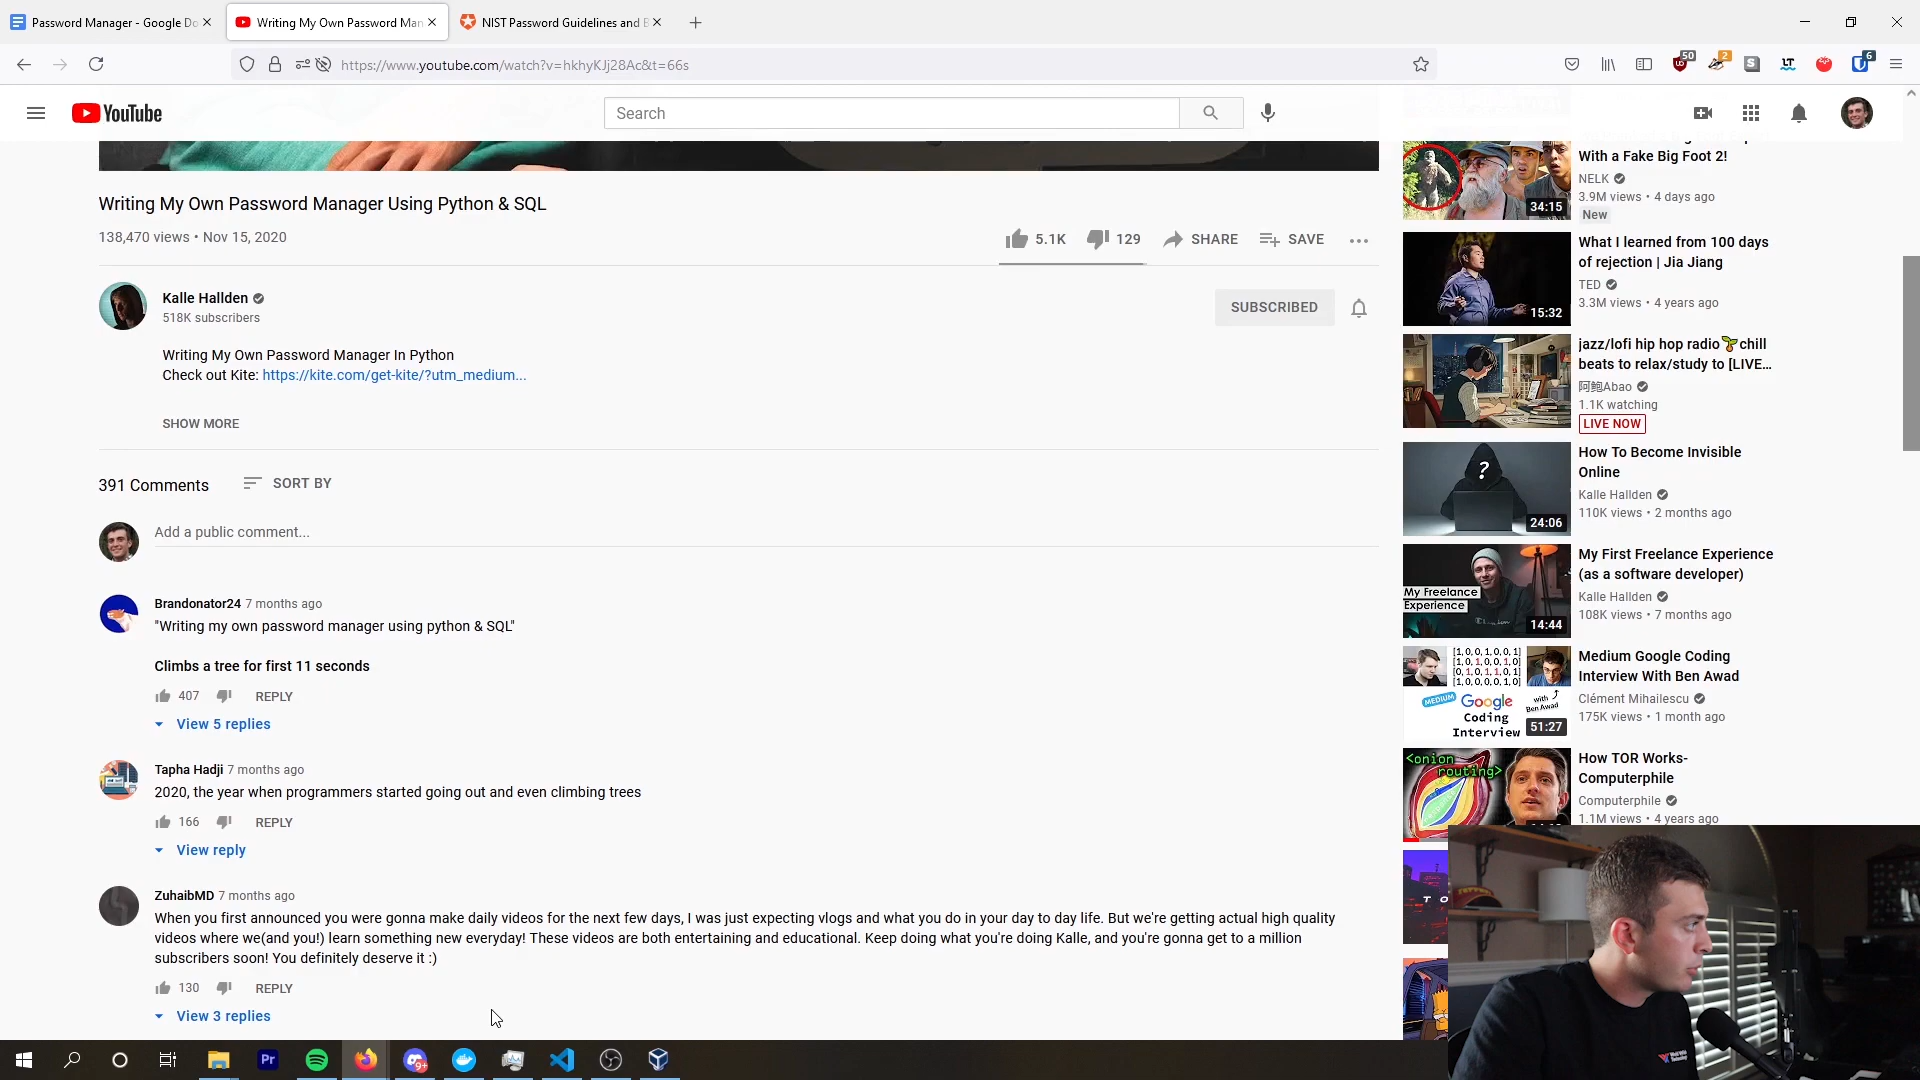 Password Manager - Google Do
Writing My Own Password Man
NIST Password Guidelines and B
https://www.youtube.com/watch?v=hkhyKJj28Ac&t=66s
50
2
6
YouTube
Search
Writing My Own Password Manager Using Python & SQL
138,470 views • Nov 15, 2020
5.1K
129
SHARE
SAVE
Kalle Hallden
518K subscribers
SUBSCRIBED
Writing My Own Password Manager In Python
Check out Kite: https://kite.com/get-kite/?utm_medium...
SHOW MORE
391 Comments
SORT BY
Add a public comment...
Brandonator24 7 months ago
"Writing my own password manager using python & SQL"
Climbs a tree for first 11 seconds
407
REPLY
View 5 replies
Tapha Hadji 7 months ago
2020, the year when programmers started going out and even climbing trees
166
REPLY
View reply
ZuhaibMD 7 months ago
When you first announced you were gonna make daily videos for the next few days, I was just expecting vlogs and what you do in your day to day life. But we're getting actual high quality
videos where we(and you!) learn something new everyday! These videos are both entertaining and educational. Keep doing what you're doing Kalle, and you're gonna get to a million
subscribers soon! You definitely deserve it :)
130
REPLY
View 3 replies
With a Fake Big Foot 2!
NELK
3.9M views • 4 days ago
New
34:15
What I learned from 100 days
of rejection | Jia Jiang
TED
3.3M views • 4 years ago
15:32
jazz/lofi hip hop radio🌱chill
beats to relax/study to [LIVE...
阿鲍Abao
1.1K watching
LIVE NOW
?
How To Become Invisible
Online
Kalle Hallden
110K views • 2 months ago
24:06
My First Freelance Experience
(as a software developer)
Kalle Hallden
108K views • 7 months ago
My Freelance
Experience
14:44
Medium Google Coding
Interview With Ben Awad
Clément Mihailescu
175K views • 1 month ago
MEDIUM
Google
Coding
Interview
with
Ben Awad
51:27
How TOR Works-
Computerphile
Computerphile
1.1M views • 4 years ago
<onion
routing>
T O
Pr